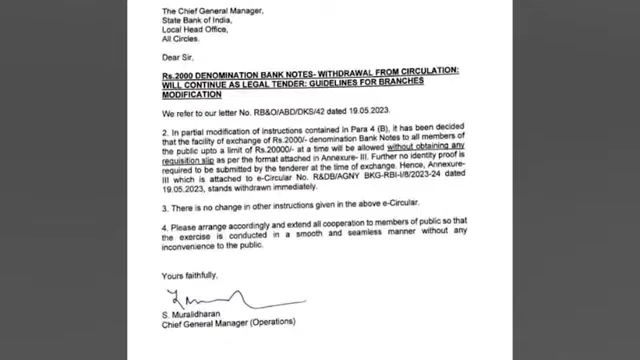 The Chief General Manager,
State Bank of India,
Local Head Office,
All Circles.
Dear Sir,
Rs.2000 DENOMINATION BANK NOTES- WITHDRAWAL FROM CIRCULATION:
WILL CONTINUE AS LEGAL TENDER: GUIDELINES FOR BRANCHES
MODIFICATION
We refer to our letter No. RB&O/ABD/DKS/42 dated 19.05.2023.
2. In partial modification of instructions contained in Para 4 (B), it has been decided
that the facility of exchange of Rs.2000/- denomination Bank Notes to all members of
the public upto a limit of Rs.20000/- at a time will be allowed without obtaining any
requisition slip as per the format attached in Annexure- III. Further no identity proof is
required to be submitted by the tenderer at the time of exchange. Hence, Annexure-
III which is attached to e-Circular No. R&DB/AGNY BKG-RBI-I/8/2023-24 dated
19.05.2023, stands withdrawn immediately.
3. There is no change in other instructions given in the above e-Circular.
4. Please arrange accordingly and extend all cooperation to members of public so that
the exercise is conducted in a smooth and seamless manner without any
inconvenience to the public.
Yours faithfully,
S. Muralidharan
Chief General Manager (Operations)